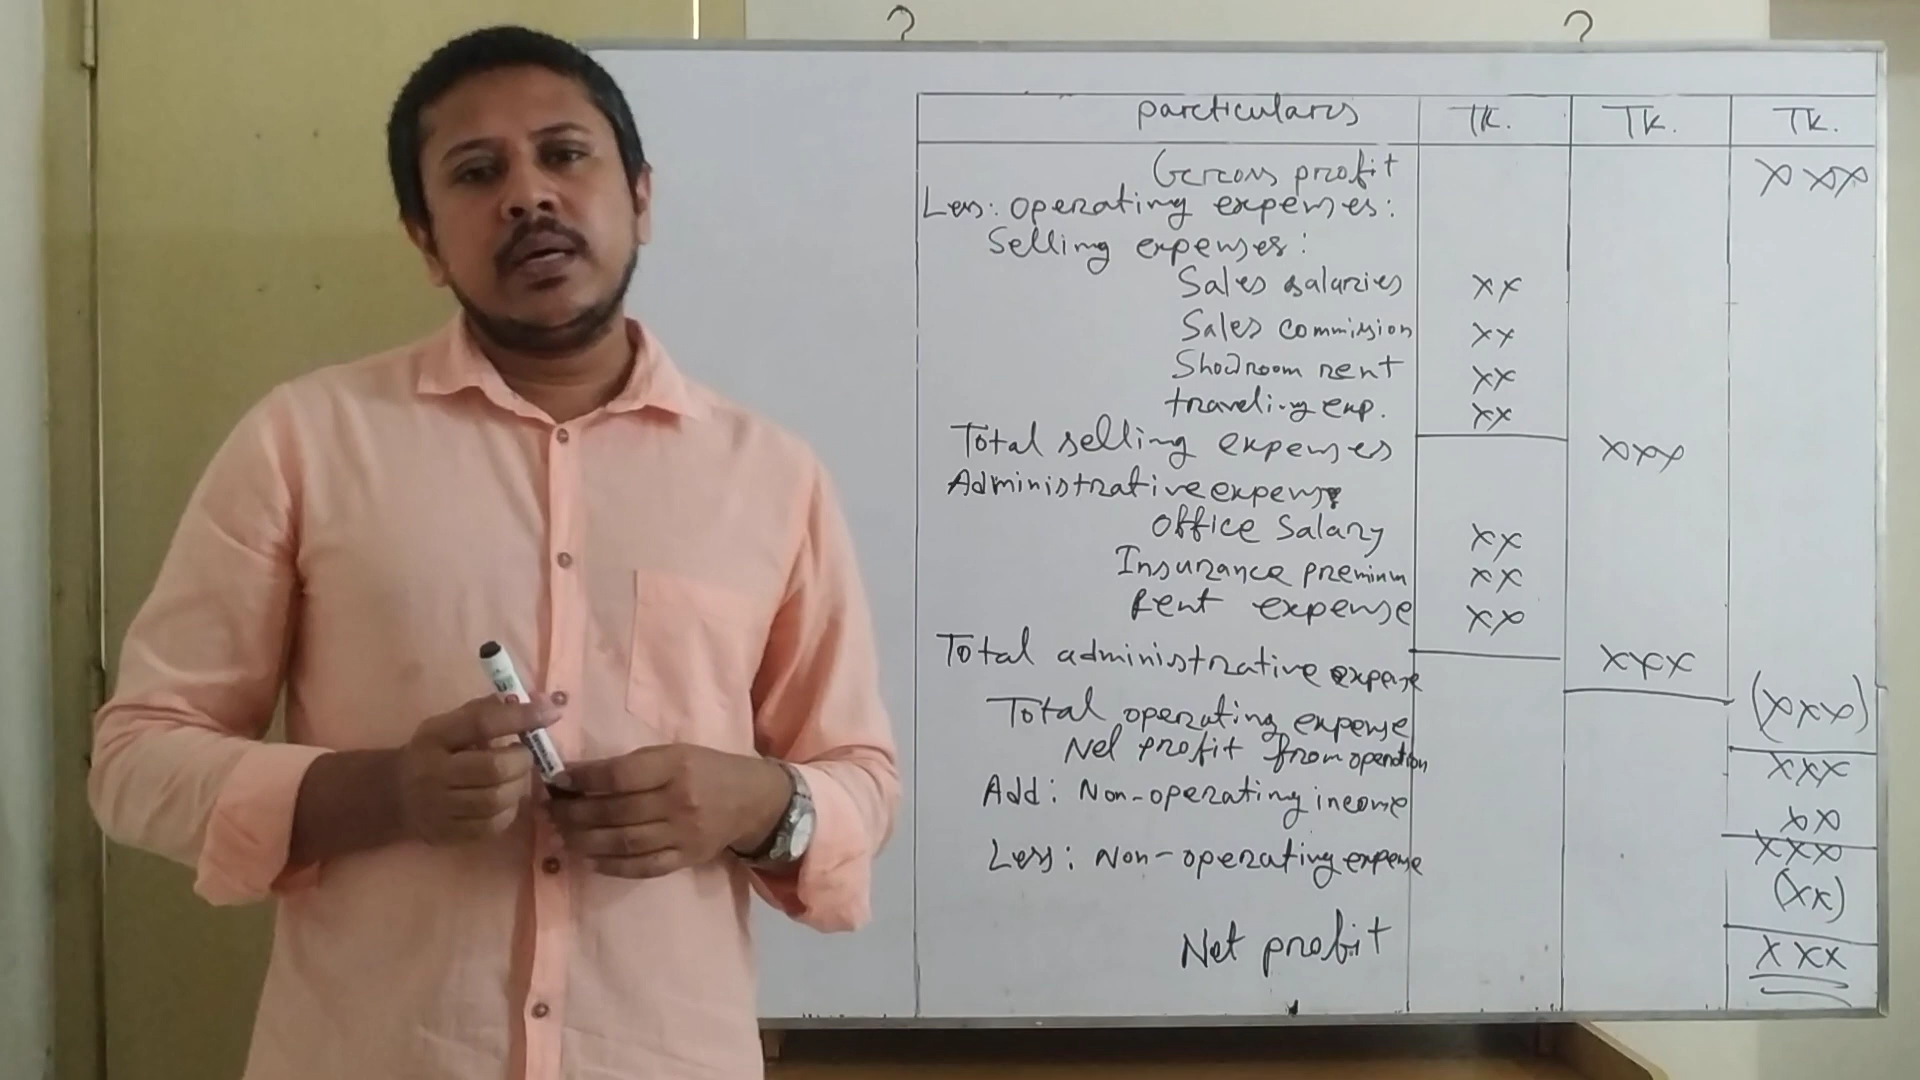 particulars TK. TK. TK.
Gross profit XXX
Less: operating expenses:
Selling expenses:
Sales salaries XX
Sales commission XX
Showroom rent XX
traveling exp. XX
Total selling expenses XXX
Administrative expense
Office Salary XX
Insurance premium XX
Rent expense XX
Total administrative expense XXX
Total operating expense (XXX)
Net profit from operation XXX
Add: Non-operating income XX
XXX
Less: Non-operating expense (XX)
Net profit XXX